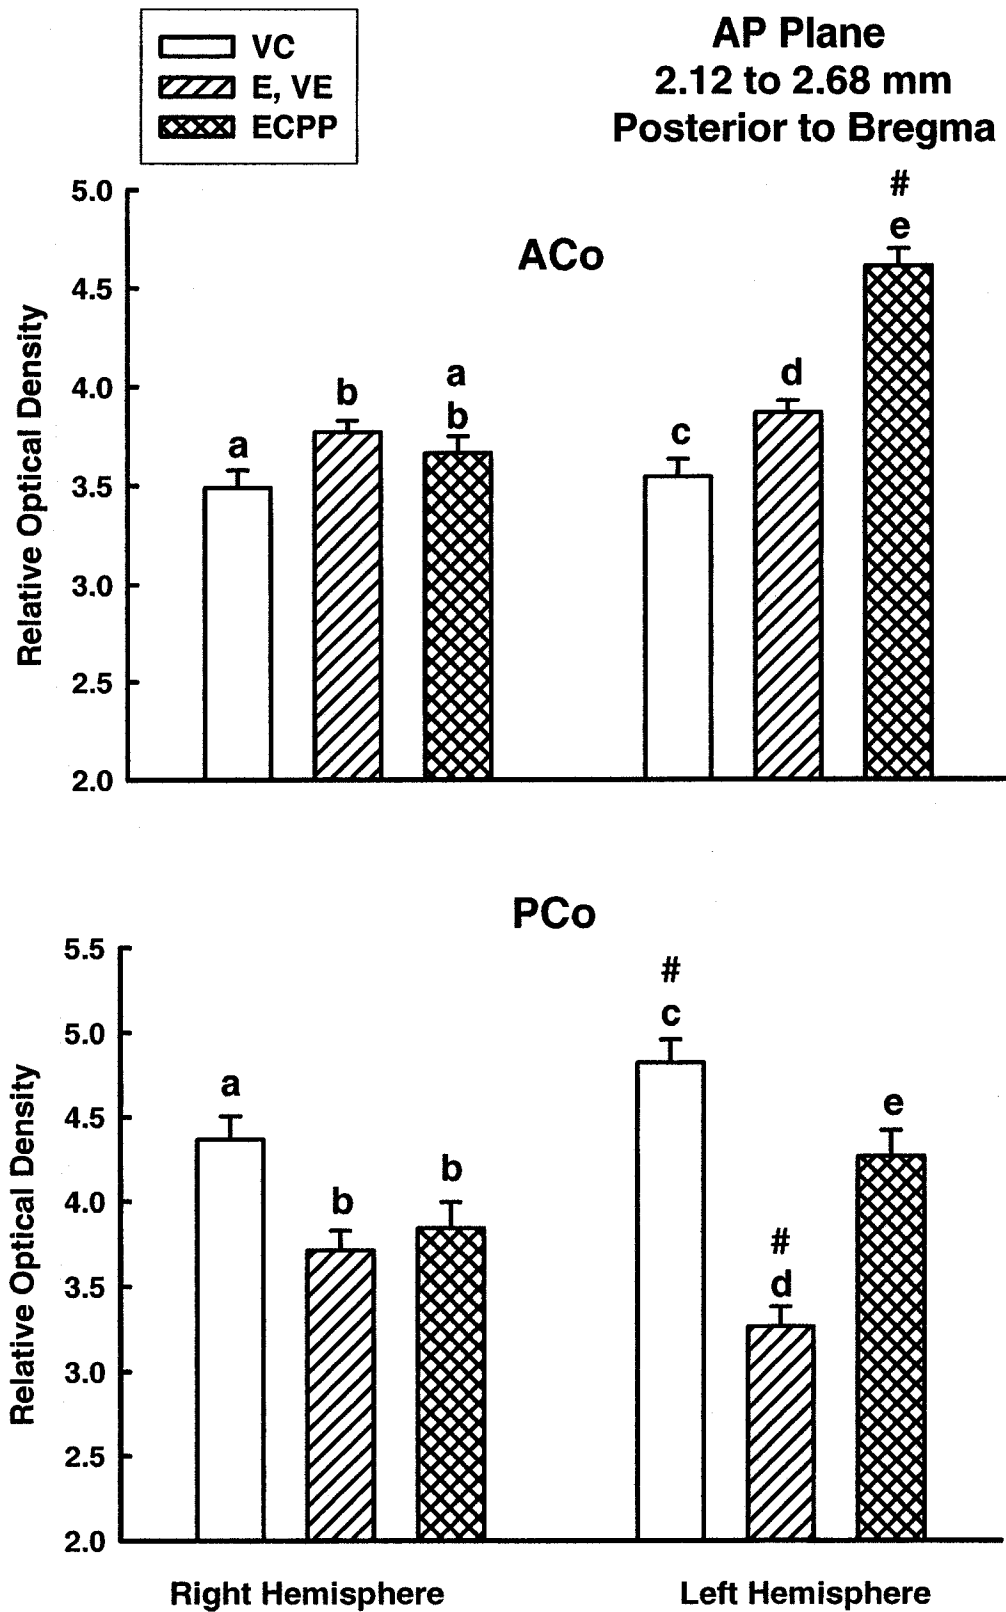 VC
E, VE
ECPP
AP Plane
2.12 to 2.68 mm
Posterior to Bregma
ACo
Relative Optical Density
5.0
4.5
4.0
3.5
3.0
2.5
2.0
a
b
a
b
c
d
#
e
PCo
Relative Optical Density
5.5
5.0
4.5
4.0
3.5
3.0
2.5
2.0
a
b
b
#
c
#
d
e
Right Hemisphere
Left Hemisphere